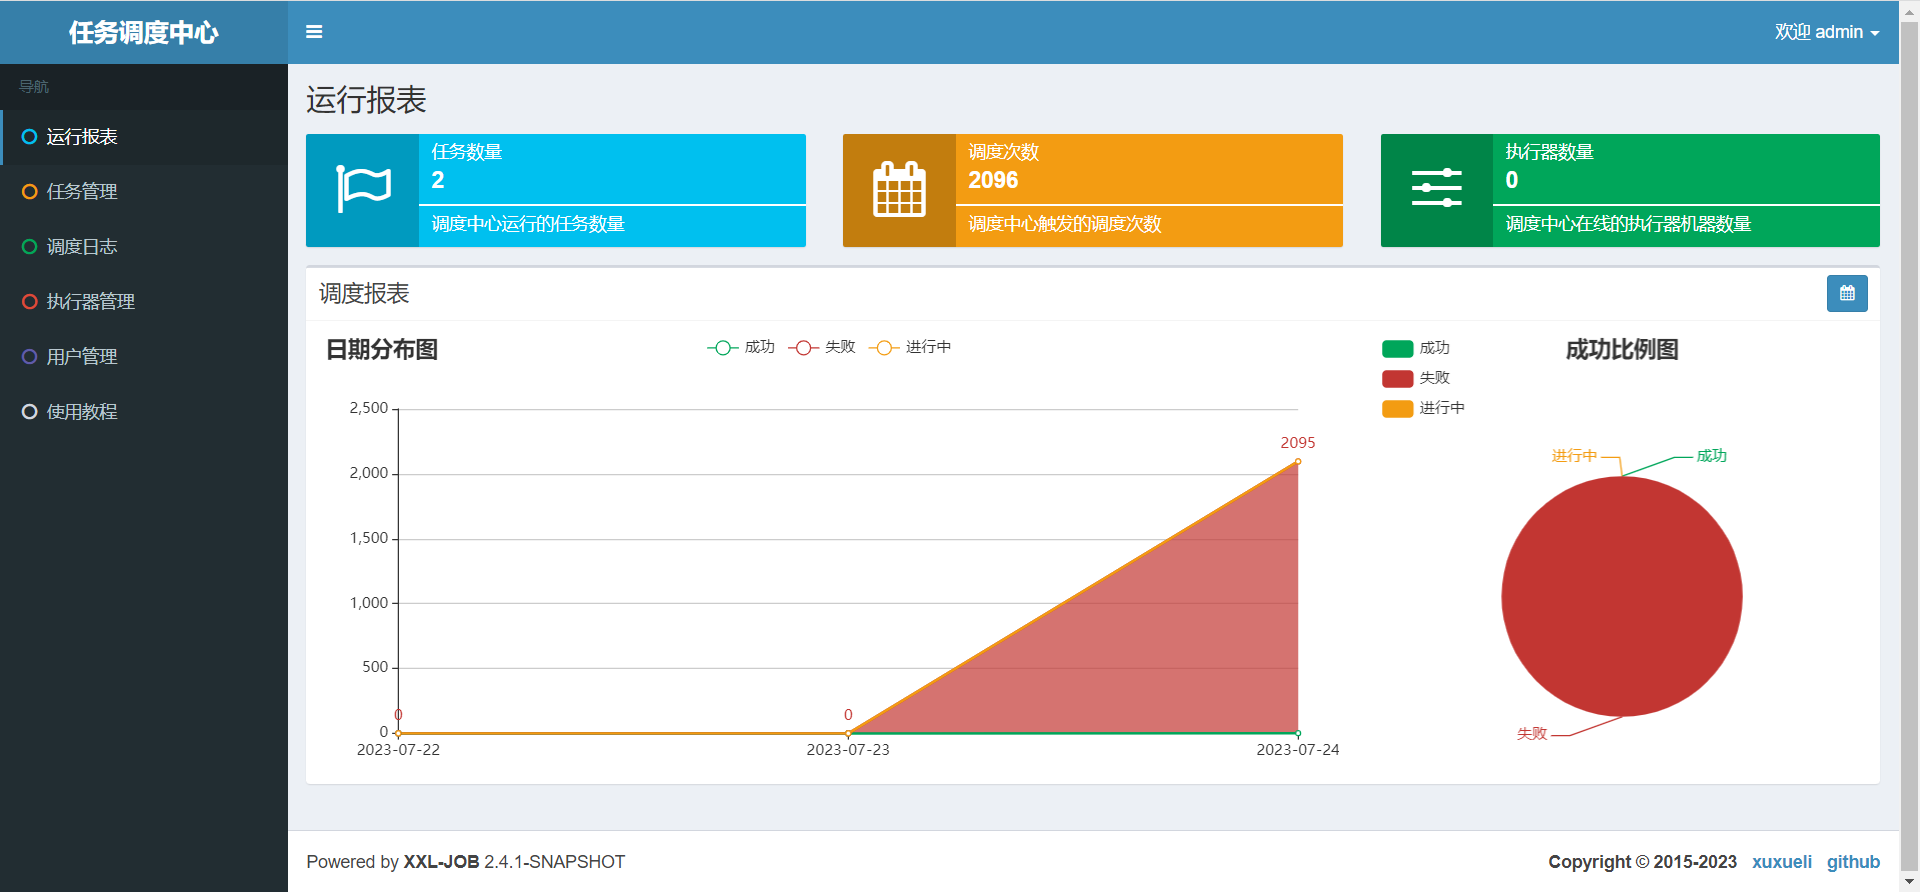 任务调度中心
欢迎 admin
导航
运行报表
任务管理
调度日志
执行器管理
用户管理
使用教程
运行报表
任务数量
2
调度中心运行的任务数量
调度次数
2096
调度中心触发的调度次数
执行器数量
0
调度中心在线的执行器机器数量
调度报表
日期分布图
成功 失败 进行中
2,500
2,000
1,500
1,000
500
0
2095
0
0
2023-07-22 2023-07-23 2023-07-24
成功
失败
进行中
成功比例图
进行中 成功
失败
Powered by XXL-JOB 2.4.1-SNAPSHOT
Copyright © 2015-2023 xuxueli github